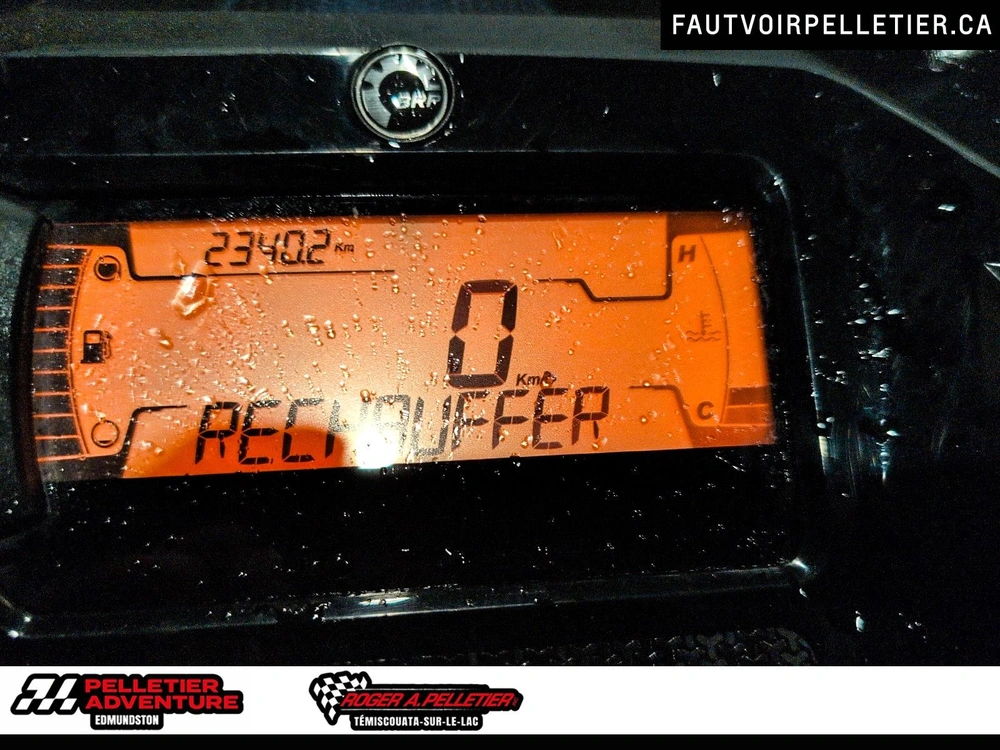 FAUTVOIRPELLETIER.CA
BRP
2340.2 Km
H
0
Km/h
C
RECHAUFFER
PELLETIER
ADVENTURE
EDMUNDSTON
ROGER A. PELLETIER
TÉMISCOUATA-SUR-LE-LAC